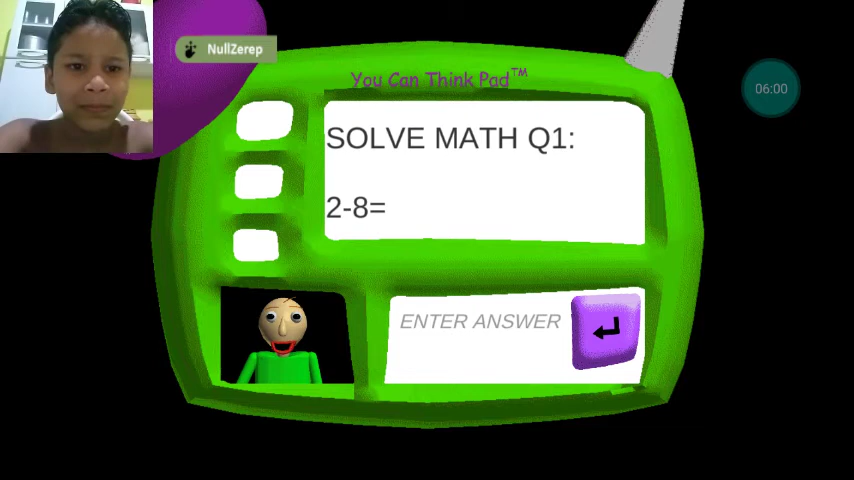 NullZerep
You Can Think Pad™
06:00
SOLVE MATH Q1:
2-8=
ENTER ANSWER